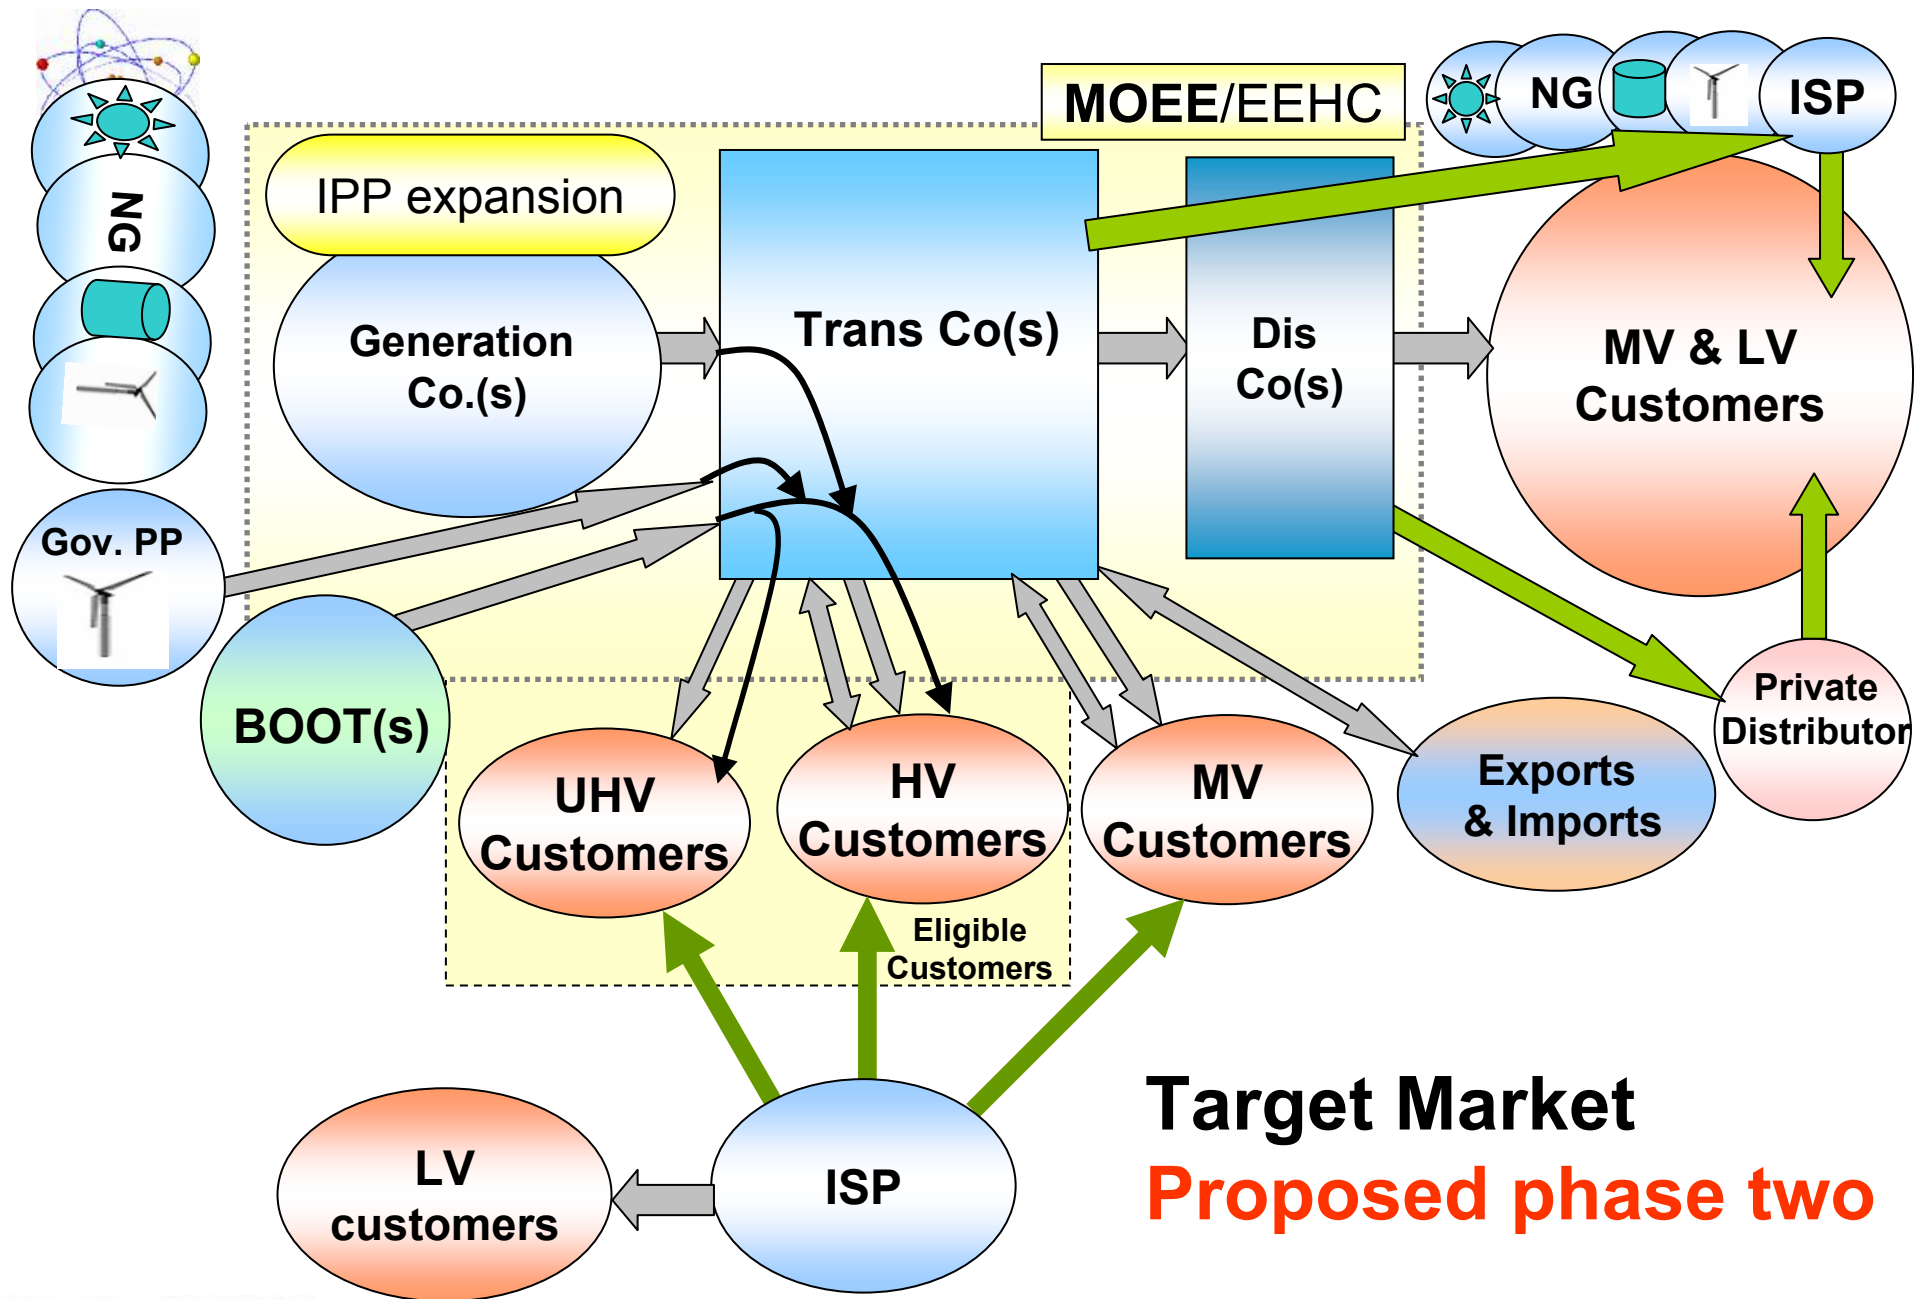 MOEE/EEHC
NG
ISP
IPP expansion
NG
Generation
Co.(s)
Trans Co(s)
Dis
Co(s)
MV & LV
Customers
Gov. PP
BOOT(s)
UHV
Customers
HV
Customers
MV
Customers
Exports
& Imports
Private
Distributor
Eligible
Customers
LV
customers
ISP
Target Market
Proposed phase two